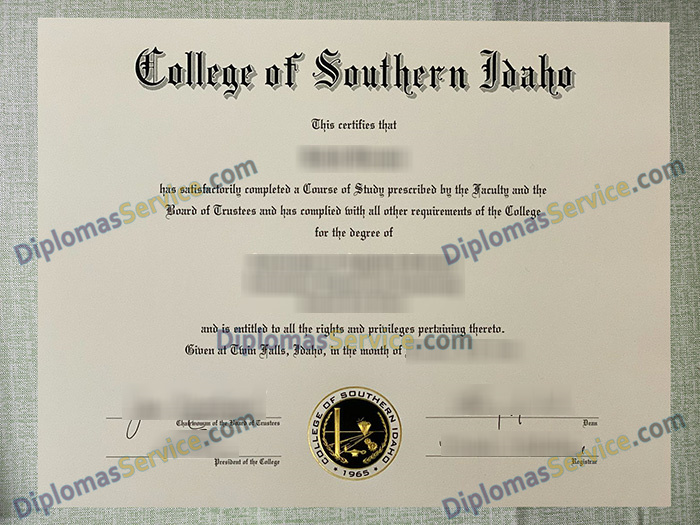 College of Southern Idaho
This certifies that
has satisfactorily completed a Course of Study prescribed by the Faculty and the
Board of Trustees and has complied with all other requirements of the College
for the degree of
and is entitled to all the rights and privileges pertaining thereto.
Given at Twin Falls, Idaho, in the month of
Chairwoman of the Board of Trustees
Dean
President of the College
Registrar
COLLEGE OF SOUTHERN IDAHO
• 1965 •
DiplomasService.com
DiplomasService.com
DiplomasService.com
DiplomasService.com
DiplomasService.com